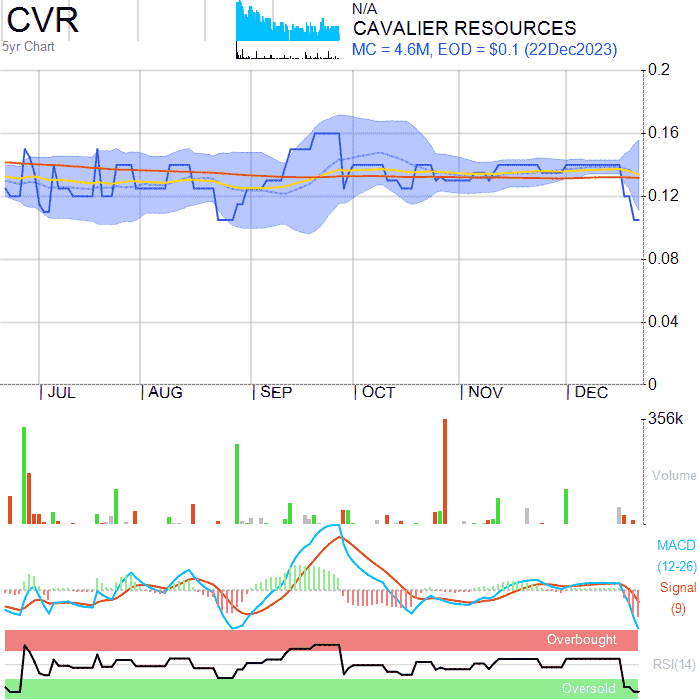 CVR
5yr Chart
N/A
CAVALIER RESOURCES
MC = 4.6M, EOD = $0.1 (22Dec2023)
0.2
0.16
0.12
0.08
0.04
0
JUL AUG SEP OCT NOV DEC
356k
Volume
MACD
(12-26)
Signal
(9)
Overbought
RSI(14)
Oversold